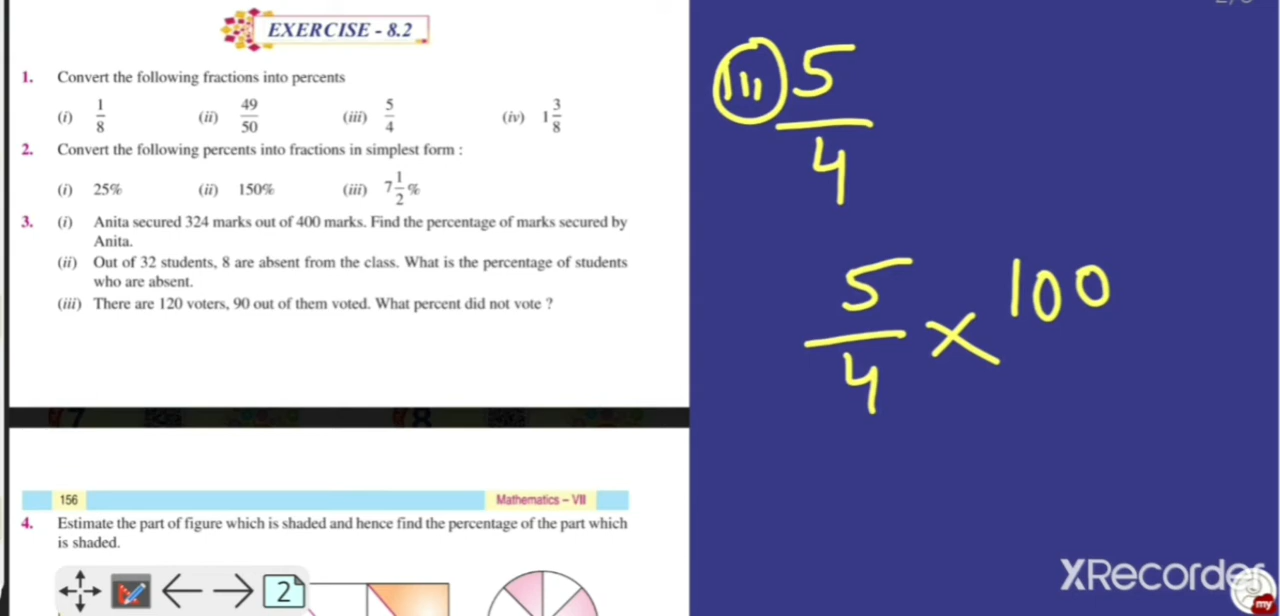 EXERCISE - 8.2
1. Convert the following fractions into percents
(i) 1/8 (ii) 49/50 (iii) 5/4 (iv) 1 3/8
2. Convert the following percents into fractions in simplest form :
(i) 25% (ii) 150% (iii) 7 1/2 %
3. (i) Anita secured 324 marks out of 400 marks. Find the percentage of marks secured by
Anita.
(ii) Out of 32 students, 8 are absent from the class. What is the percentage of students
who are absent.
(iii) There are 120 voters, 90 out of them voted. What percent did not vote ?
156 Mathematics – VII
4. Estimate the part of figure which is shaded and hence find the percentage of the part which
is shaded.
2
(iii) 5/4
5/4 × 100
XRecorder
my